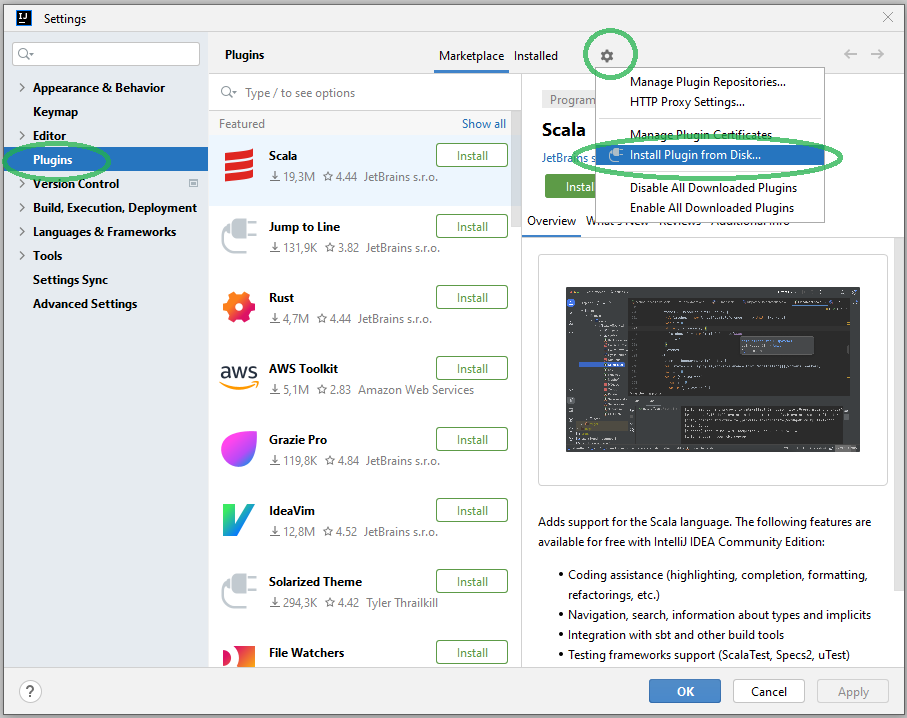 Settings
Plugins
Marketplace Installed
Appearance & Behavior
Keymap
Editor
Plugins
Version Control
Build, Execution, Deployment
Languages & Frameworks
Tools
Settings Sync
Advanced Settings
Type / to see options
Featured Show all
Scala
Install
19,3M 4.44 JetBrains s.r.o.
Jump to Line
Install
131,9K 3.82 JetBrains s.r.o.
Rust
Install
4,7M 4.44 JetBrains s.r.o.
aws
AWS Toolkit
Install
5,1M 2.83 Amazon Web Services
Grazie Pro
Install
119,8K 4.84 JetBrains s.r.o.
IdeaVim
Install
12,8M 4.52 JetBrains s.r.o.
Solarized Theme
Install
294,3K 4.42 Tyler Thrailkill
File Watchers
Install
Program
Scala
JetBrains s
Install
Manage Plugin Repositories...
HTTP Proxy Settings...
Manage Plugin Certificates
Install Plugin from Disk...
Disable All Downloaded Plugins
Enable All Downloaded Plugins
Overview What's New Reviews Additional Info
Adds support for the Scala language. The following features are
available for free with IntelliJ IDEA Community Edition:
• Coding assistance (highlighting, completion, formatting,
refactorings, etc.)
• Navigation, search, information about types and implicits
• Integration with sbt and other build tools
• Testing frameworks support (ScalaTest, Specs2, uTest)
?
OK Cancel Apply